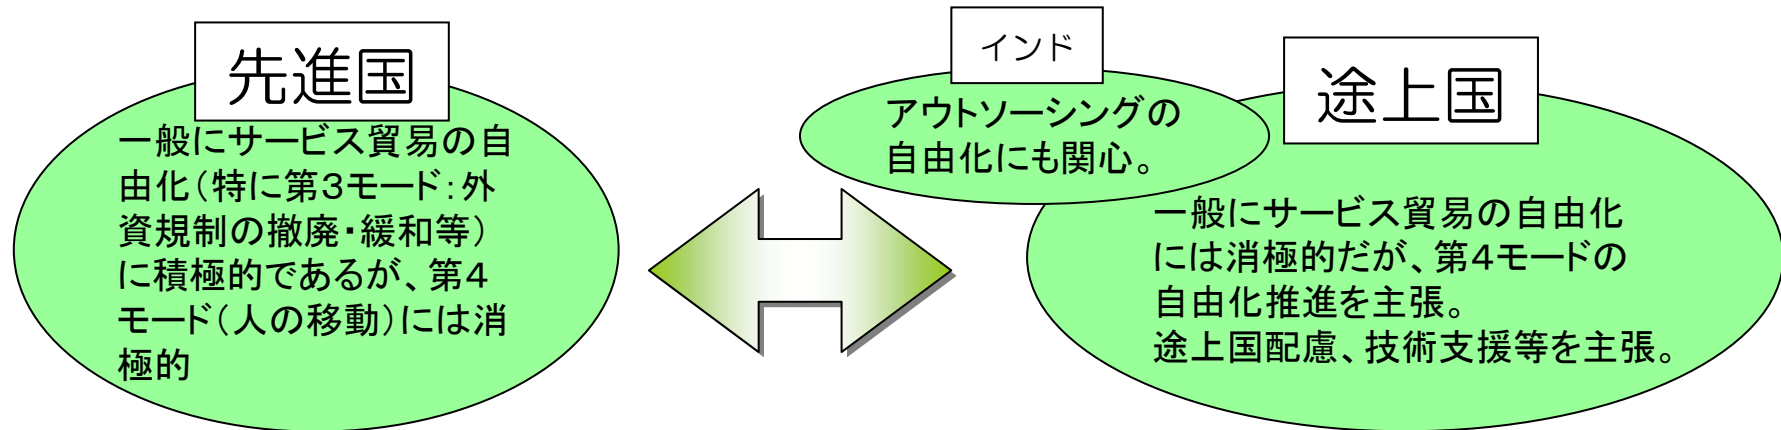 先進国
一般にサービス貿易の自
由化（特に第３モード：外
資規制の撤廃・緩和等）
に積極的であるが、第４
モード（人の移動）には消
極的
インド
アウトソーシングの
自由化にも関心。
途上国
一般にサービス貿易の自由化
には消極的だが、第４モードの
自由化推進を主張。
途上国配慮、技術支援等を主張。